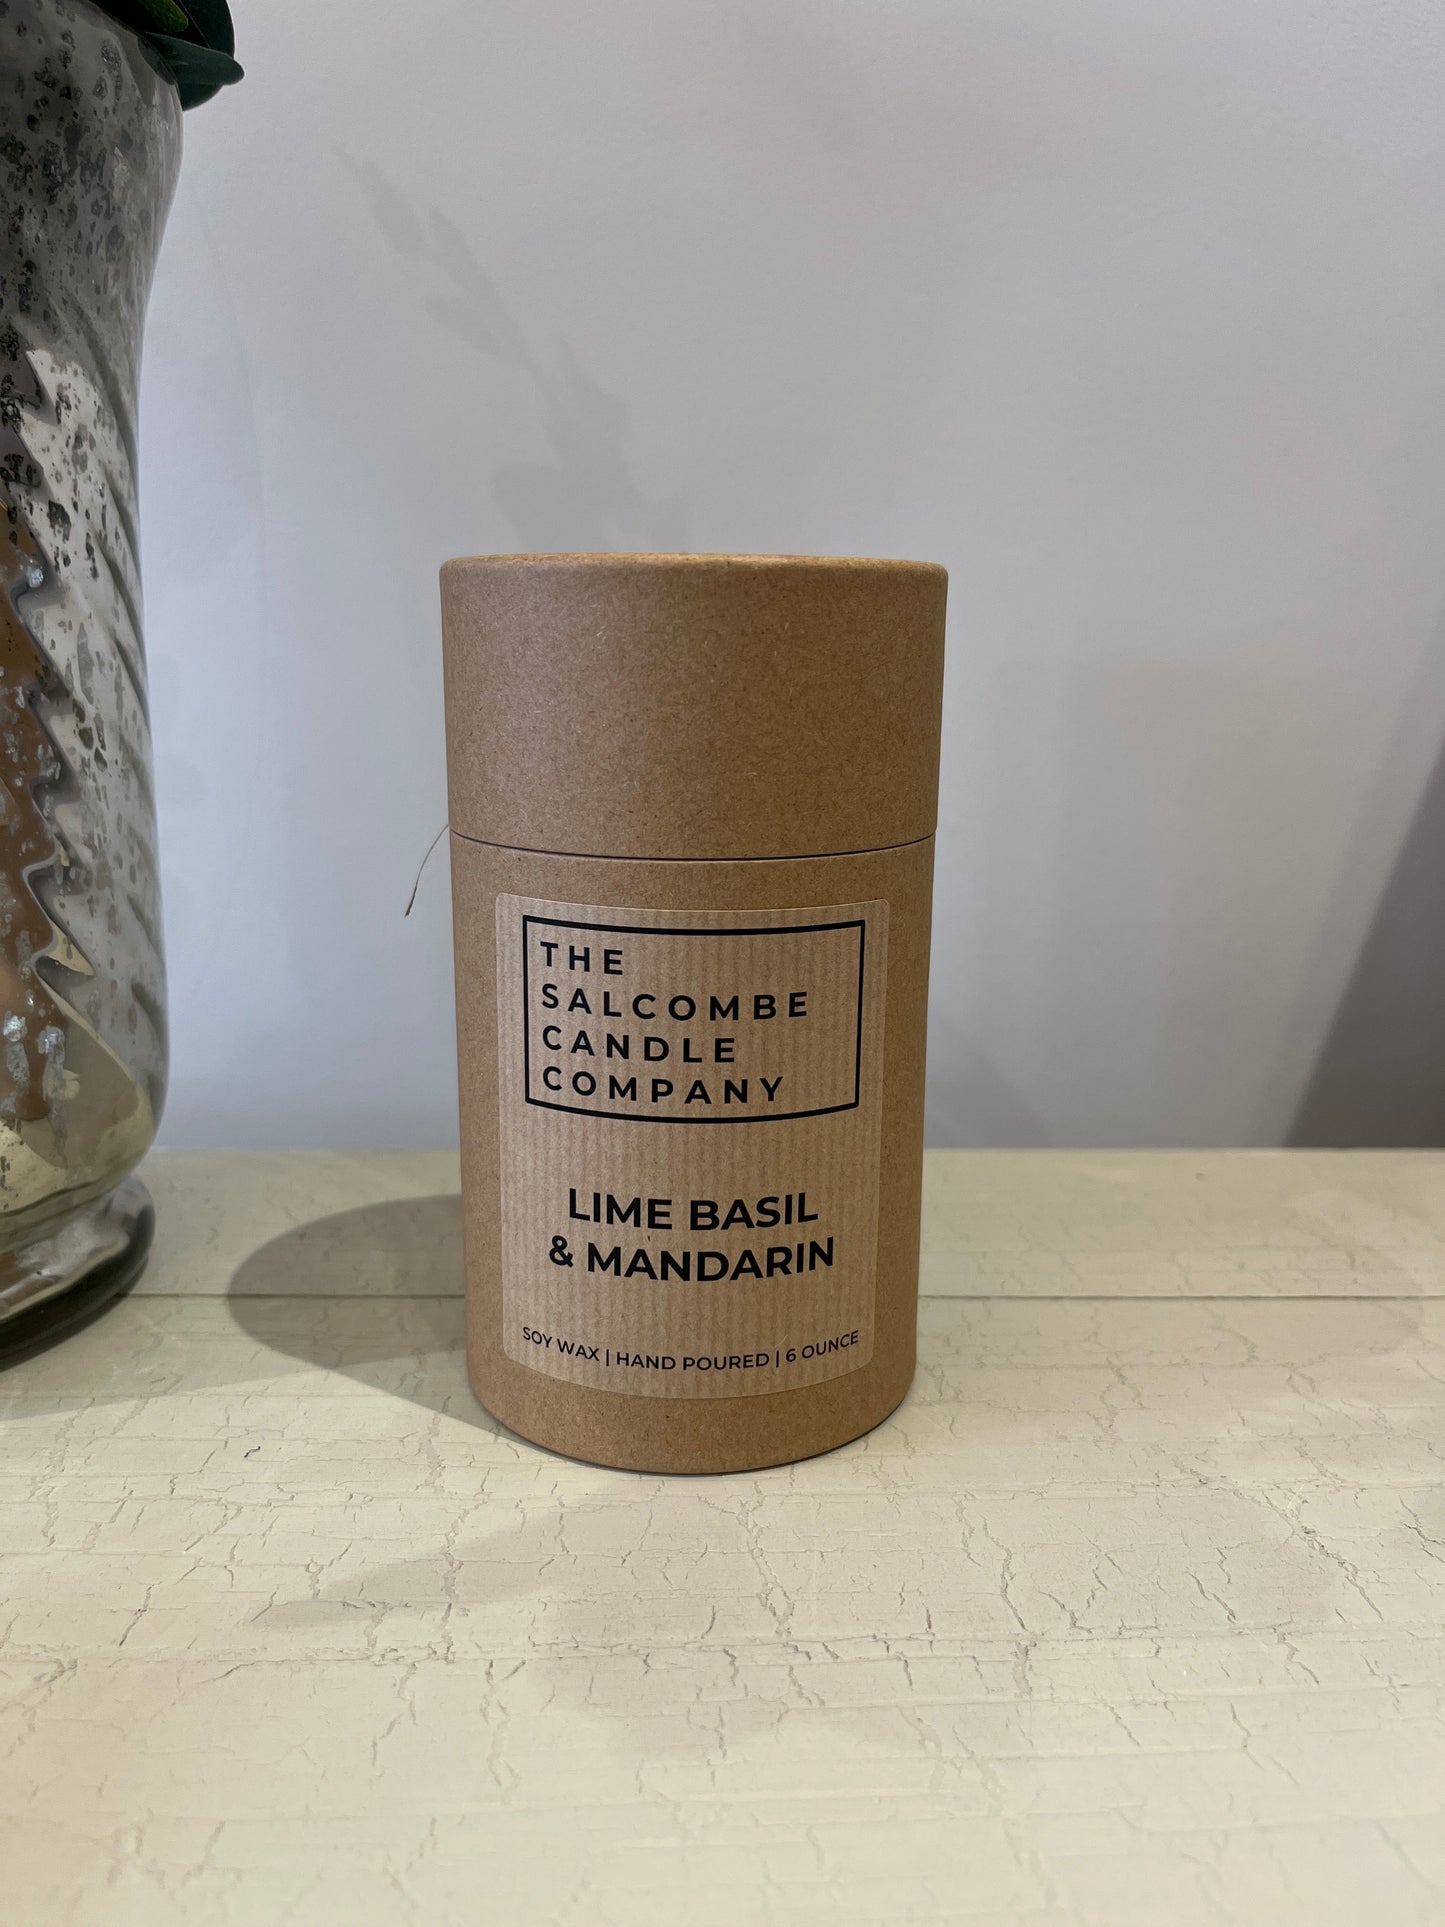 THE
SALCOMBE
CANDLE
COMPANY
LIME BASIL
& MANDARIN
SOY WAX | HAND POURED | 6 OUNCE